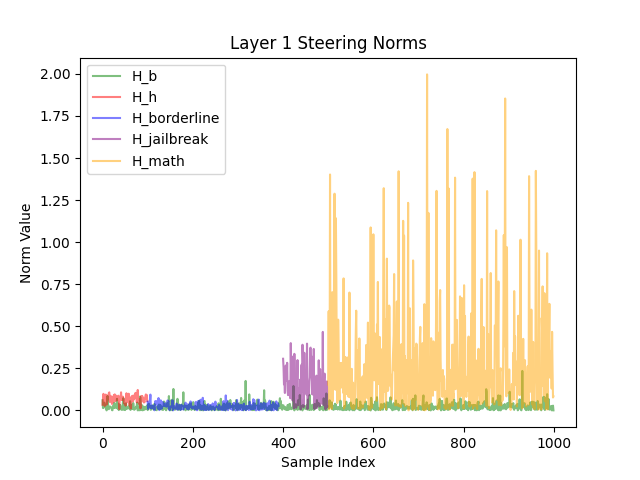 Layer 1 Steering Norms
H_b
H_h
H_borderline
H_jailbreak
H_math
Norm Value
2.00
1.75
1.50
1.25
1.00
0.75
0.50
0.25
0.00
0
200
400
600
800
1000
Sample Index